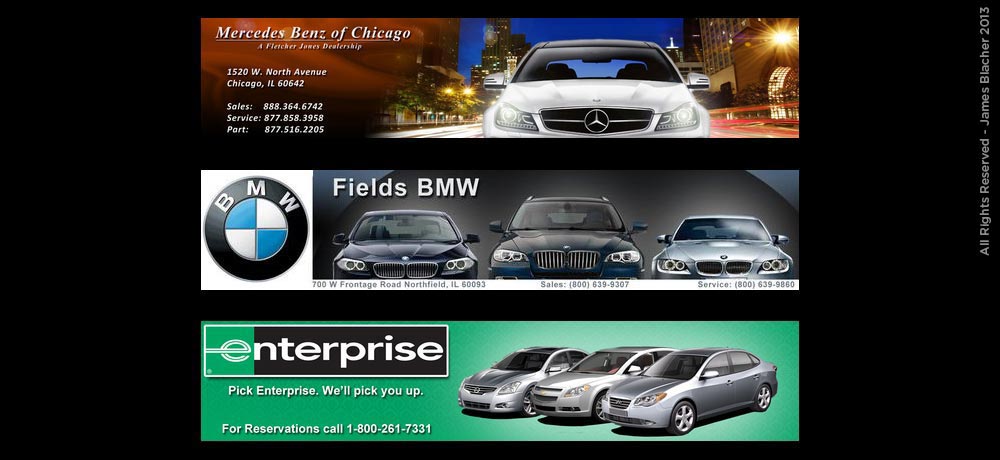 Mercedes Benz of Chicago
A Fletcher Jones Dealership
1520 W. North Avenue
Chicago, IL 60642
Sales: 888.364.6742
Service: 877.858.3958
Part: 877.516.2205
BMW
Fields BMW
700 W Frontage Road Northfield, IL 60093 Sales: (800) 639-9307 Service: (800) 639-9860
enterprise
®
Pick Enterprise. We'll pick you up.
For Reservations call 1-800-261-7331
All Rights Reserved - James Blacher 2013